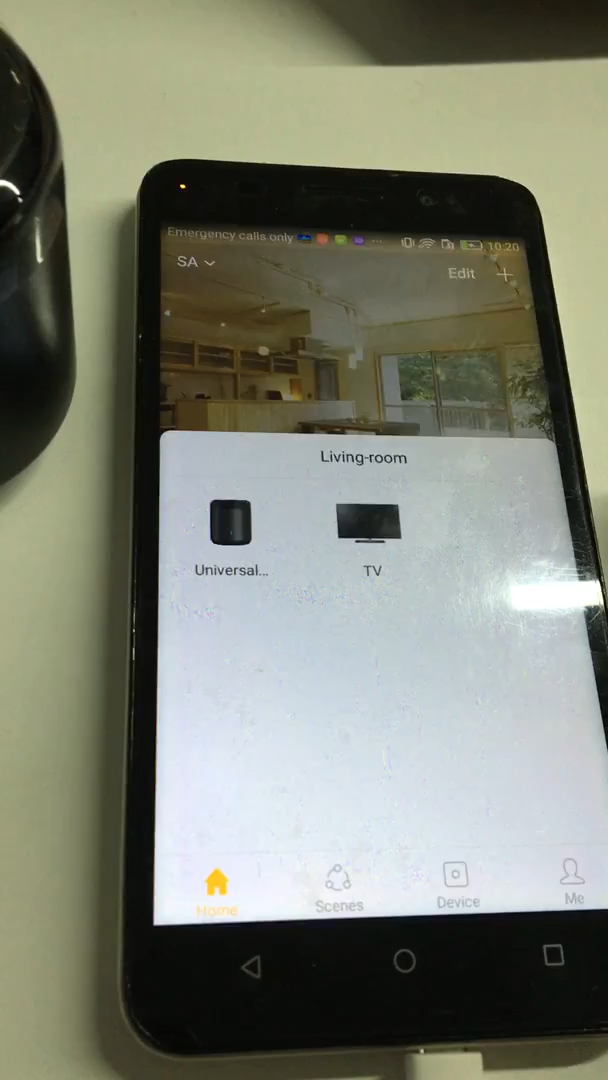 Emergency calls only ... 10:20
SA
Edit
Living-room
Universal...
TV
Home
Scenes
Device
Me